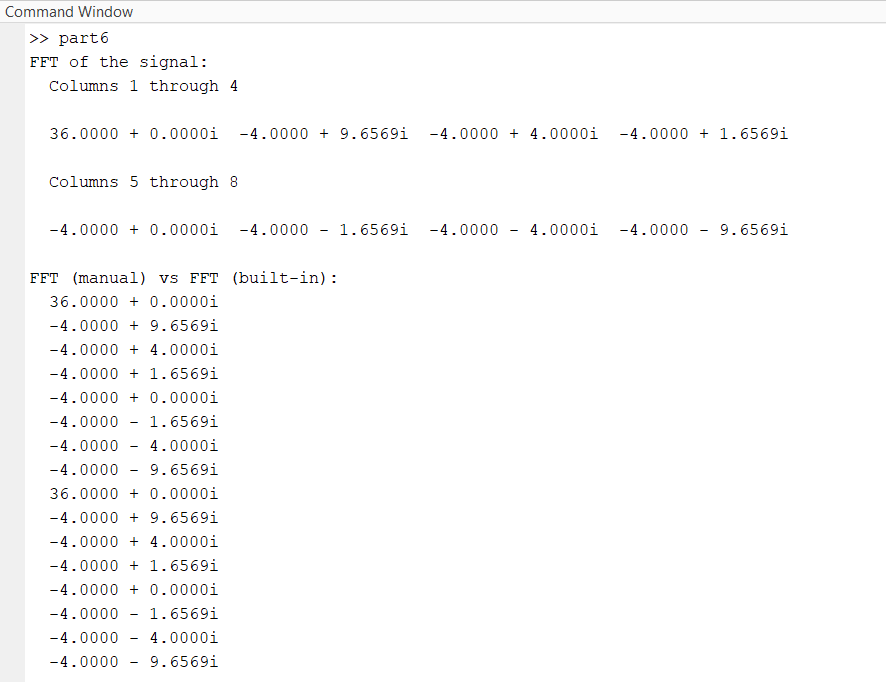 Command Window
>> part6
FFT of the signal:
Columns 1 through 4
36.0000 + 0.0000i  -4.0000 + 9.6569i  -4.0000 + 4.0000i  -4.0000 + 1.6569i
Columns 5 through 8
-4.0000 + 0.0000i  -4.0000 - 1.6569i  -4.0000 - 4.0000i  -4.0000 - 9.6569i
FFT (manual) vs FFT (built-in):
36.0000 + 0.0000i
-4.0000 + 9.6569i
-4.0000 + 4.0000i
-4.0000 + 1.6569i
-4.0000 + 0.0000i
-4.0000 - 1.6569i
-4.0000 - 4.0000i
-4.0000 - 9.6569i
36.0000 + 0.0000i
-4.0000 + 9.6569i
-4.0000 + 4.0000i
-4.0000 + 1.6569i
-4.0000 + 0.0000i
-4.0000 - 1.6569i
-4.0000 - 4.0000i
-4.0000 - 9.6569i